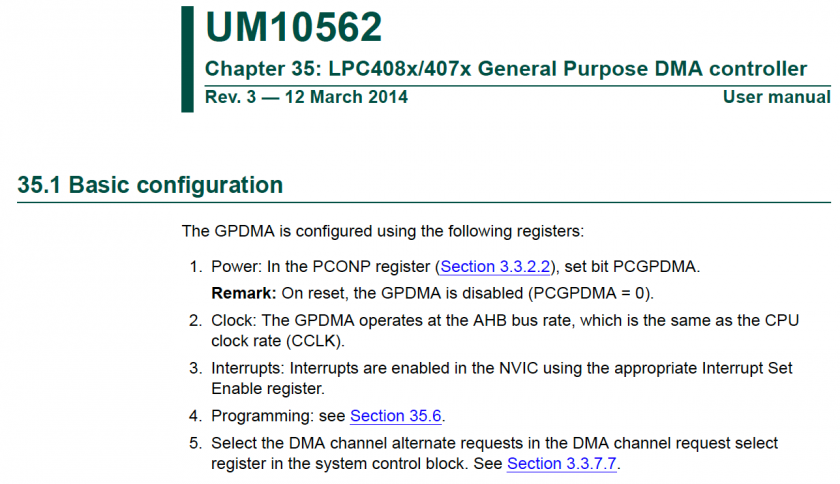 UM10562
Chapter 35: LPC408x/407x General Purpose DMA controller
Rev. 3 — 12 March 2014 User manual
35.1 Basic configuration
The GPDMA is configured using the following registers:
1. Power: In the PCONP register (Section 3.3.2.2), set bit PCGPDMA.
Remark: On reset, the GPDMA is disabled (PCGPDMA = 0).
2. Clock: The GPDMA operates at the AHB bus rate, which is the same as the CPU
clock rate (CCLK).
3. Interrupts: Interrupts are enabled in the NVIC using the appropriate Interrupt Set
Enable register.
4. Programming: see Section 35.6.
5. Select the DMA channel alternate requests in the DMA channel request select
register in the system control block. See Section 3.3.7.7.